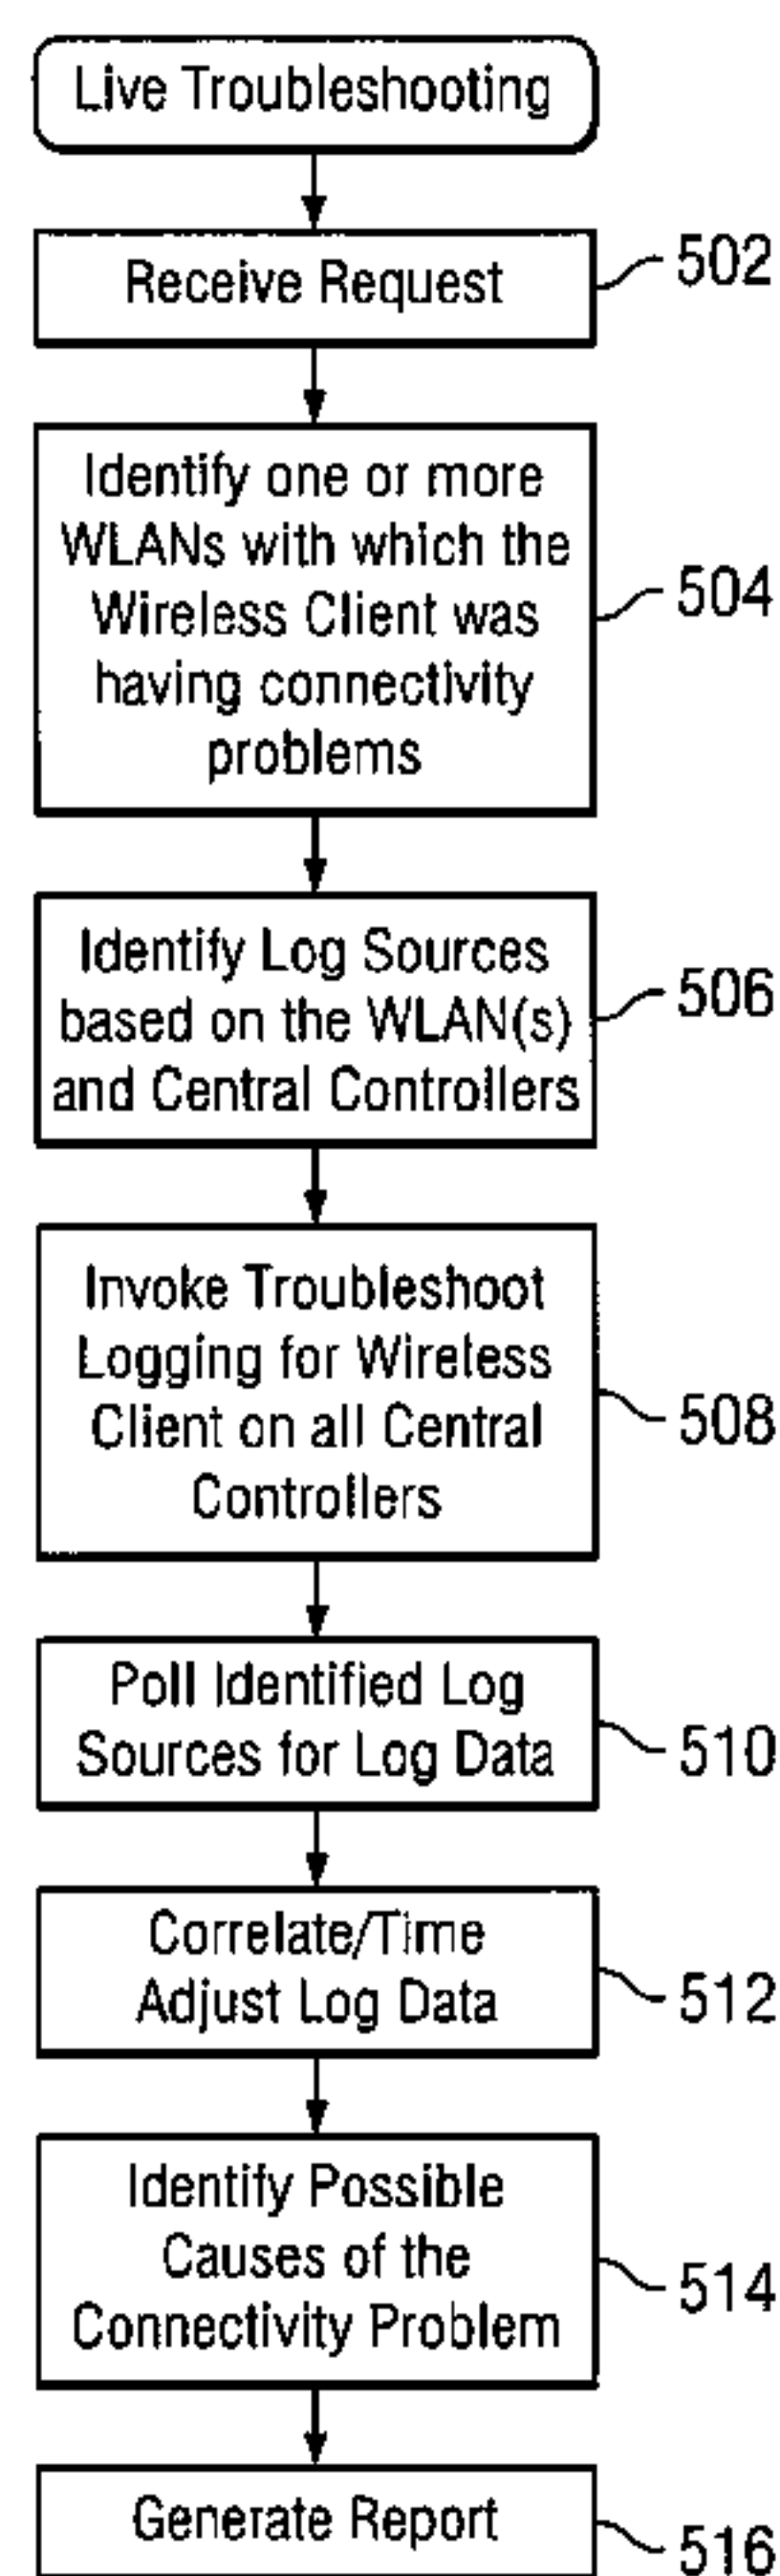 Live Troubleshooting
Receive Request
502
Identify one or more
WLANs with which the
Wireless Client was
having connectivity
problems
504
Identify Log Sources
based on the WLAN(s)
and Central Controllers
506
Invoke Troubleshoot
Logging for Wireless
Client on all Central
Controllers
508
Poll Identified Log
Sources for Log Data
510
Correlate/Time
Adjust Log Data
512
Identify Possible
Causes of the
Connectivity Problem
514
Generate Report
516